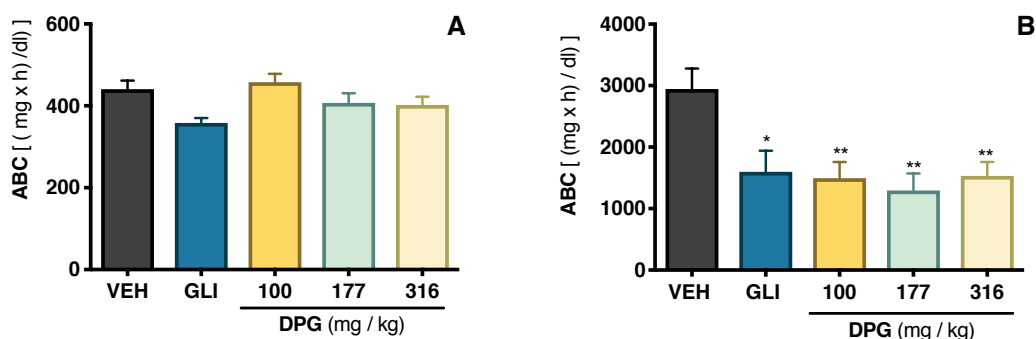 A
ABC [ ( mg x h) /dl) ]
600
400
200
0
VEH GLI 100 177 316
DPG (mg / kg)
B
ABC [ (mg x h) / dl) ]
4000
3000
2000
1000
0
* ** ** **
VEH GLI 100 177 316
DPG (mg / kg)